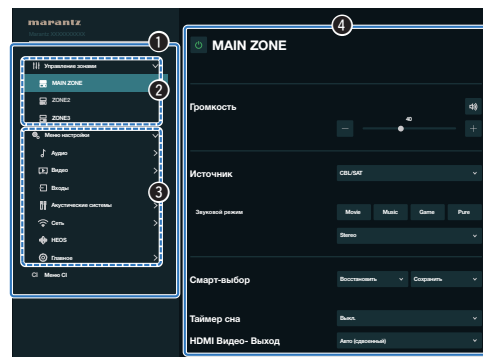 marantz
1
4
MAIN ZONE
Управление зонами
2
MAIN ZONE
ZONE2
ZONE3
Меню настройки
Аудио
Видео
Входы
3
Акустические системы
Сеть
HEOS
Главное
CI Меню CI
Громкость
40
Источник
CBL/SAT
Звуковой режим
Movie Music Game Pure
Stereo
Смарт-выбор
Восстановить Сохранить
Таймер сна
Выкл.
HDMI Видео- Выход
Авто (сдвоенный)